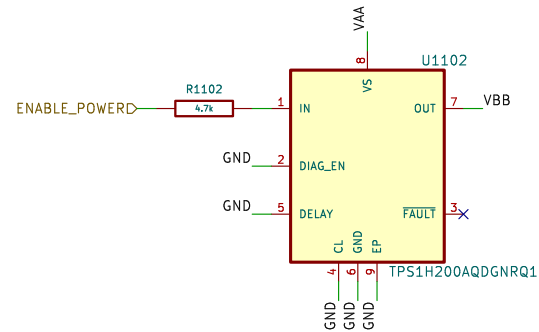 VAA
U1102
8
VS
R1102
4.7k
ENABLE_POWER
1
IN
OUT
7
VBB
GND
2
DIAG_EN
GND
5
DELAY
FAULT
3
CL
GND
EP
4
6
9
TPS1H200AQDGNRQ1
GND
GND
GND